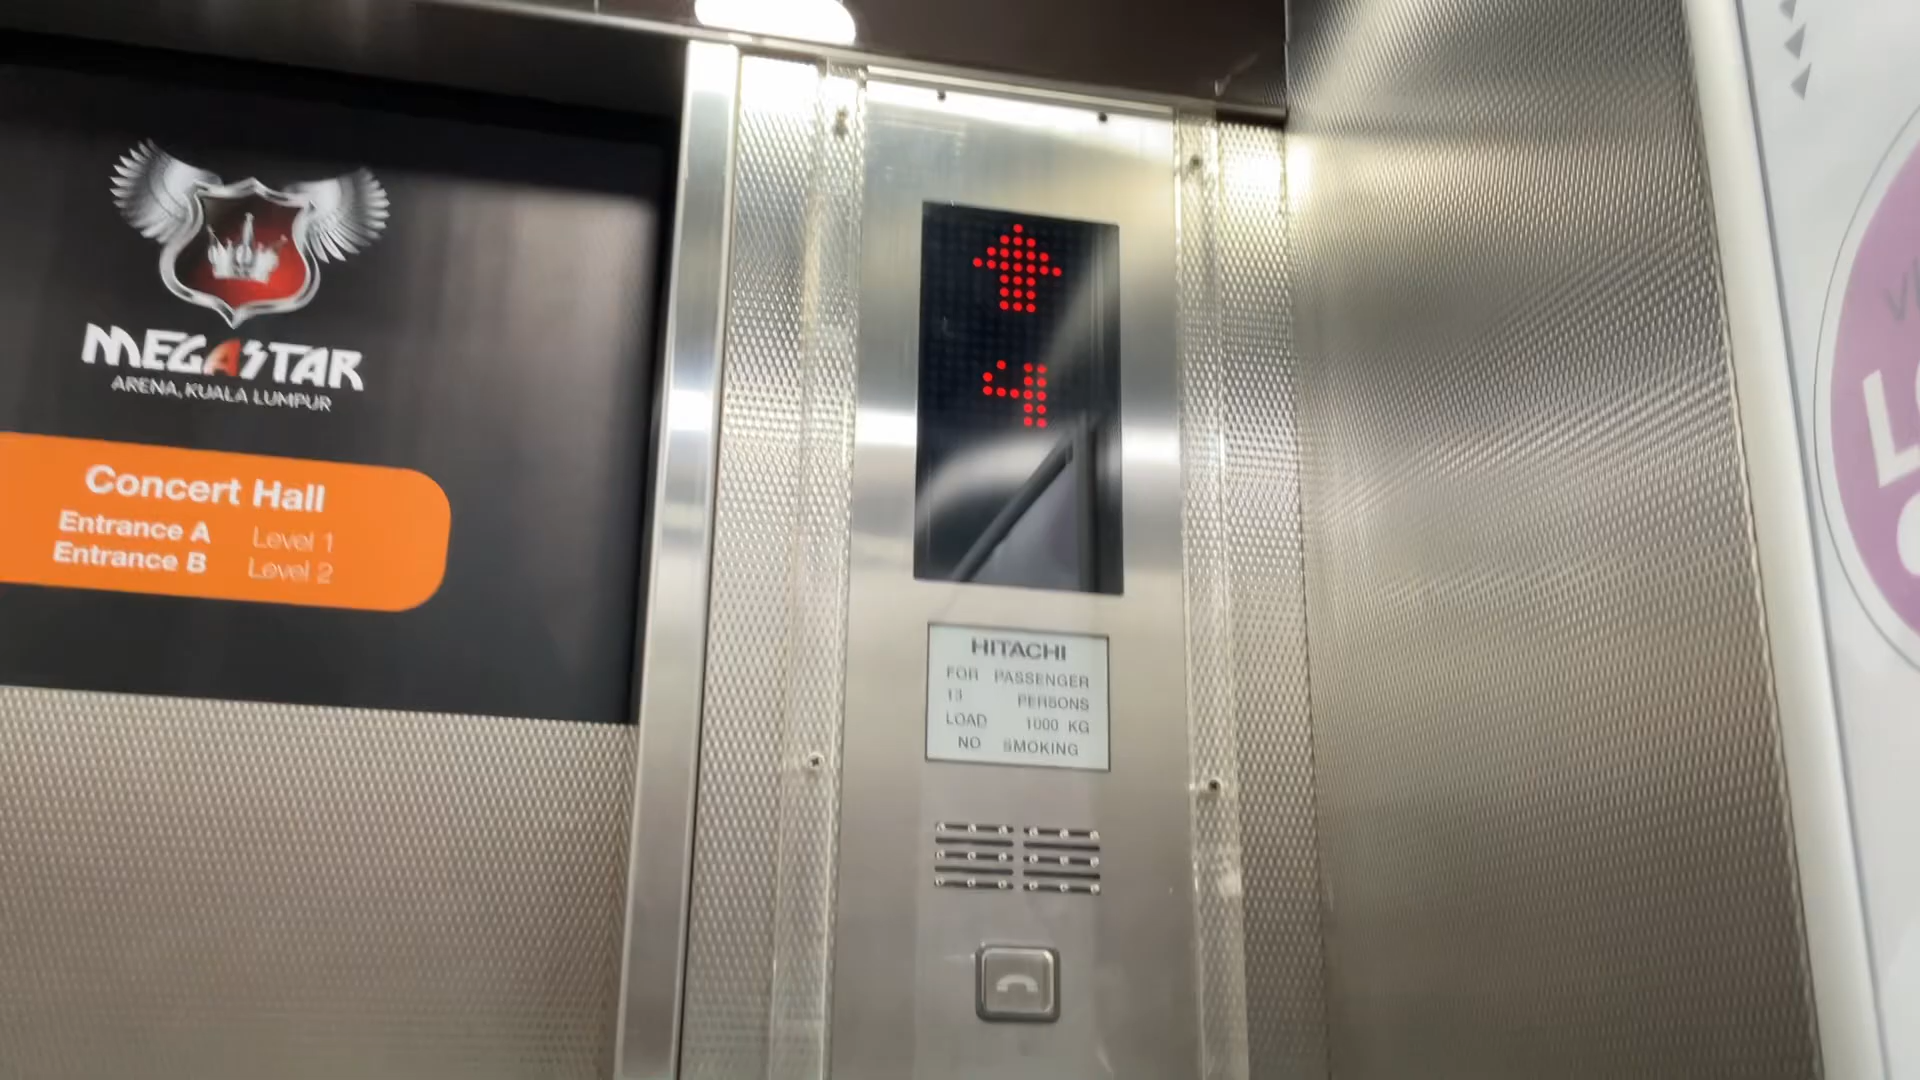 MEGASTAR
ARENA, KUALA LUMPUR
Concert Hall
Entrance A Level 1
Entrance B Level 2
4
HITACHI
FOR PASSENGER
13 PERSONS
LOAD 1000 KG
NO SMOKING